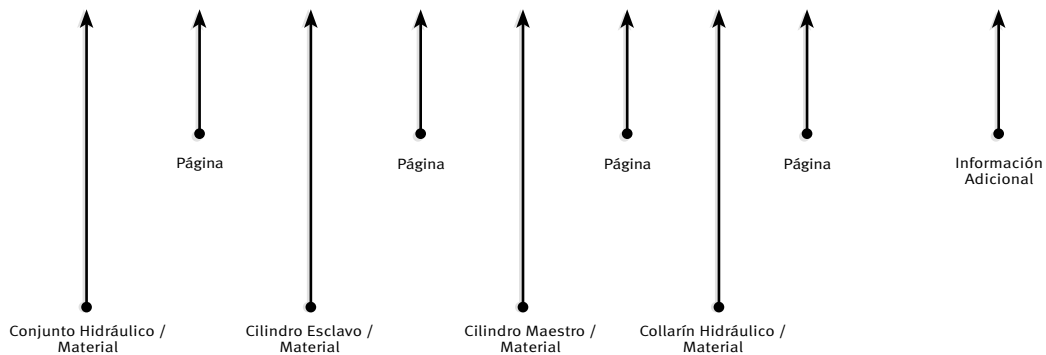 Página
Página
Página
Página
Información
Adicional
Conjunto Hidráulico /
Material
Cilindro Esclavo /
Material
Cilindro Maestro /
Material
Collarín Hidráulico /
Material